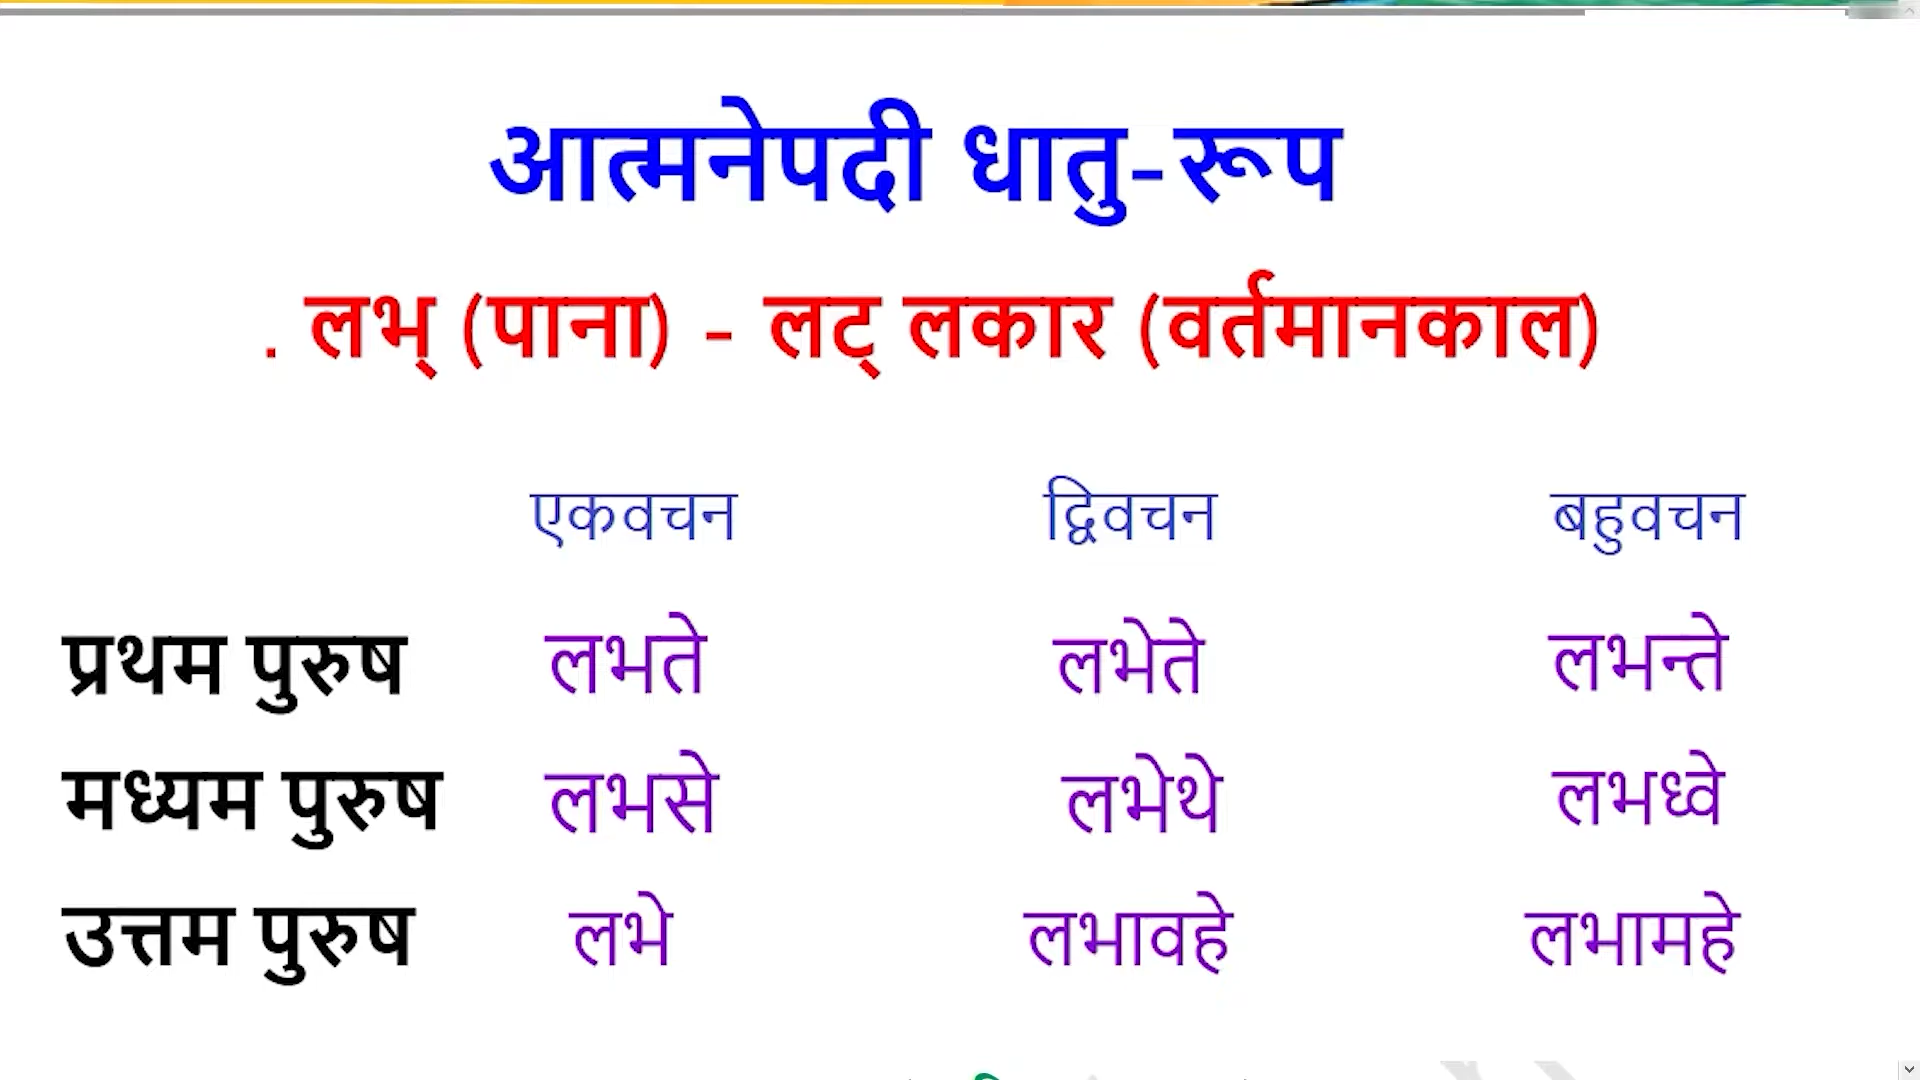 आत्मनेपदी धातु-रूप
. लभ् (पाना) - लट् लकार (वर्तमानकाल)
एकवचन द्विवचन बहुवचन
प्रथम पुरुष लभते लभेते लभन्ते
मध्यम पुरुष लभसे लभेथे लभध्वे
उत्तम पुरुष लभे लभावहे लभामहे